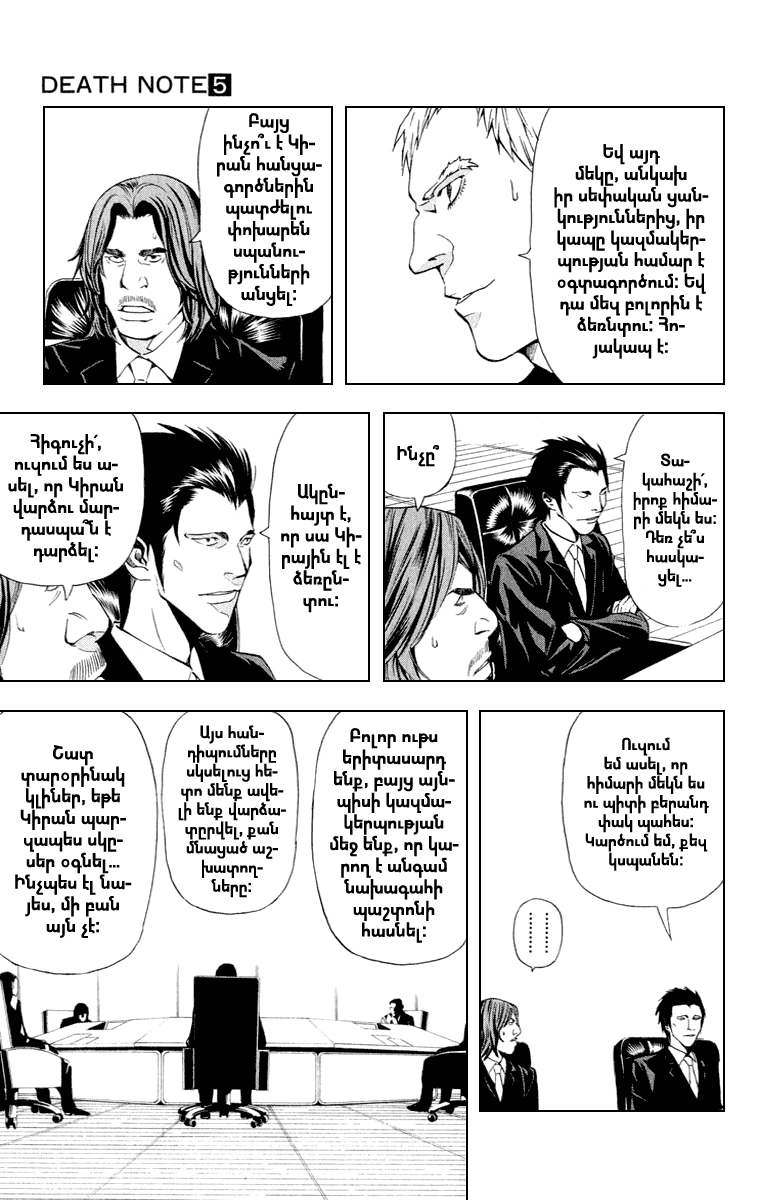 DEATH NOTE 5
Եվ այդ
մեկը, անկախ
իր սեփական ցան-
կություններից, իր
կապը կազմակեր-
պության համար է
օգտագործում: Եվ
դա մեզ բոլորին է
ձեռնտու: Հո-
յակապ է:
Բայց
ինչո՞ւ է Կի-
րան հանցա-
գործներին
պատժելու
փոխարեն
սպանու-
թյունների
անցել:
Տա-
կահաշի՛,
իրոք հիմա-
րի մեկն ես:
Դեռ չե՞ս
հասկա-
ցել...
Ինչը՞
Ակըն-
հայտ է,
որ սա Կի-
րային էլ է
ձեռըն-
տու:
Հիգուչի՛,
ուզում ես ա-
սել, որ Կիրան
վարձու մար-
դասպա՞ն է
դարձել:
Ուզում
եմ ասել, որ
հիմարի մեկն ես
ու պիտի բերանդ
փակ պահես:
Կարծում եմ, քեզ
կսպանեն:
Բոլոր ութս
երիտասարդ
ենք, բայց այն-
պիսի կազմա-
կերպության
մեջ ենք, որ կա-
րող է անգամ
նախագահի
պաշտոնի
հասնել:
Այս հան-
դիպումները
սկսելուց հե-
տո մենք ավե-
լի ենք վարձա-
տըրվել, քան
մնացած աշ-
խատող-
ները:
Շատ
տարօրինակ
կլիներ, եթե
Կիրան պար-
զապես սկը-
սեր օգնել...
Ինչպես էլ նա-
յես, մի բան
այն չէ: